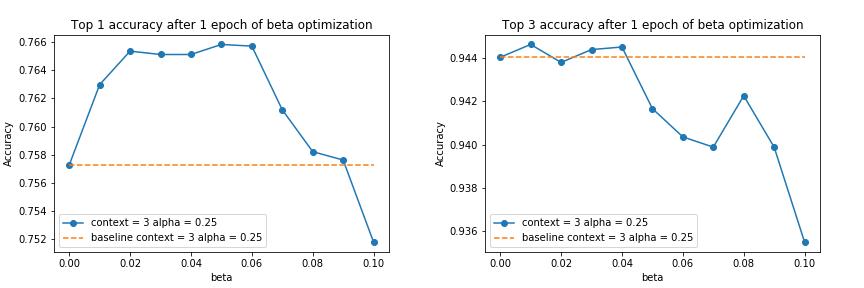 Top 1 accuracy after 1 epoch of beta optimization
0.766
0.764
0.762
0.760
0.758
0.756
0.754
0.752
Accuracy
context = 3 alpha = 0.25
baseline context = 3 alpha = 0.25
0.00 0.02 0.04 0.06 0.08 0.10
beta
Top 3 accuracy after 1 epoch of beta optimization
0.944
0.942
0.940
0.938
0.936
Accuracy
context = 3 alpha = 0.25
baseline context = 3 alpha = 0.25
0.00 0.02 0.04 0.06 0.08 0.10
beta